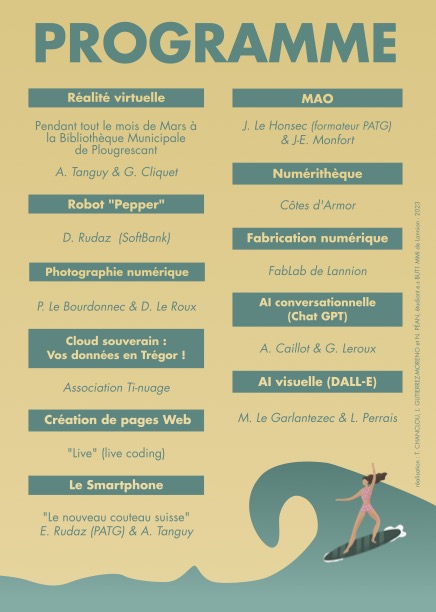 PROGRAMME
Réalité virtuelle
Pendant tout le mois de Mars à
la Bibliothèque Municipale
de Plougrescant
A. Tanguy & G. Cliquet
Robot "Pepper"
D. Rudaz (SoftBank)
Photographie numérique
P. Le Bourdonnec & D. Le Roux
Cloud souverain :
Vos données en Trégor !
Association Ti-nuage
Création de pages Web
"Live" (live coding)
Le Smartphone
"Le nouveau couteau suisse"
E. Rudaz (PATG) & A. Tanguy
MAO
J. Le Honsec (formateur PATG)
& J-E. Monfort
Numérithèque
Côtes d'Armor
Fabrication numérique
FabLab de Lannion
AI conversationnelle
(Chat GPT)
A. Caillot & G. Leroux
AI visuelle (DALL-E)
M. Le Garlantezec & L. Perrais
réalisation : T. CHANCLOU, L. GUTIERREZ-MORENO et N. PEAN, étudiant.e.s BUT1 MMI de Lannion - 2023